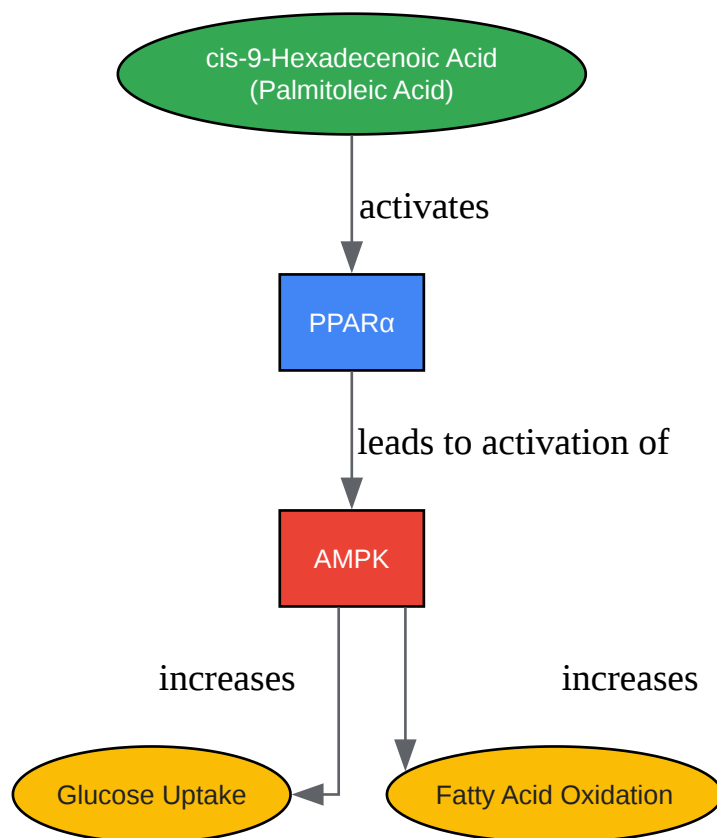 cis-9-Hexadecenoic Acid
(Palmitoleic Acid)
activates
PPARα
leads to activation of
AMPK
increases
increases
Glucose Uptake
Fatty Acid Oxidation